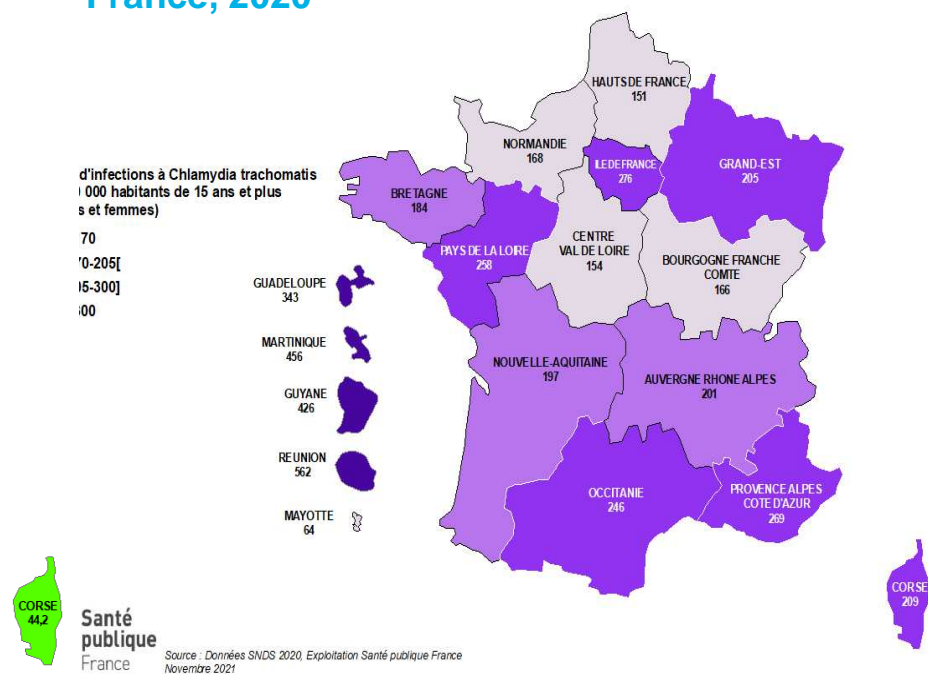 France, 2020
d'infections à Chlamydia trachomatis
000 habitants de 15 ans et plus
s et femmes)
70
70-205[
05-300]
00
HAUTS DE FRANCE
151
NORMANDIE
168
ILE DE FRANCE
276
GRAND-EST
205
BRETAGNE
184
PAYS DE LA LOIRE
258
CENTRE
VAL DE LOIRE
154
BOURGOGNE FRANCHE
COMTE
166
GUADELOUPE
343
MARTINIQUE
456
GUYANE
426
REUNION
562
MAYOTTE
64
NOUVELLE-AQUITAINE
197
AUVERGNE RHONE ALPES
201
OCCITANIE
246
PROVENCE ALPES
COTE D'AZUR
269
CORSE
44,2
CORSE
209
Santé
publique
France
Source : Données SNDS 2020, Exploitation Santé publique France
Novembre 2021